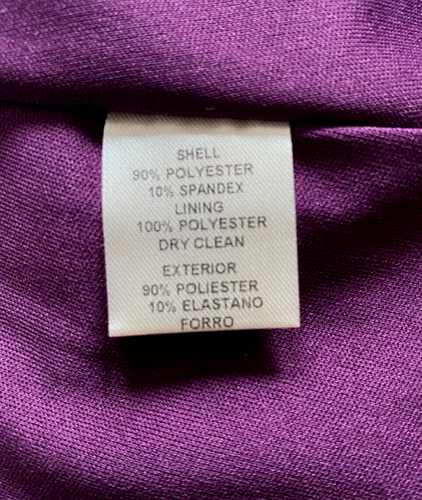 SHELL
90% POLYESTER
10% SPANDEX
LINING
100% POLYESTER
DRY CLEAN
EXTERIOR
90% POLIESTER
10% ELASTANO
FORRO